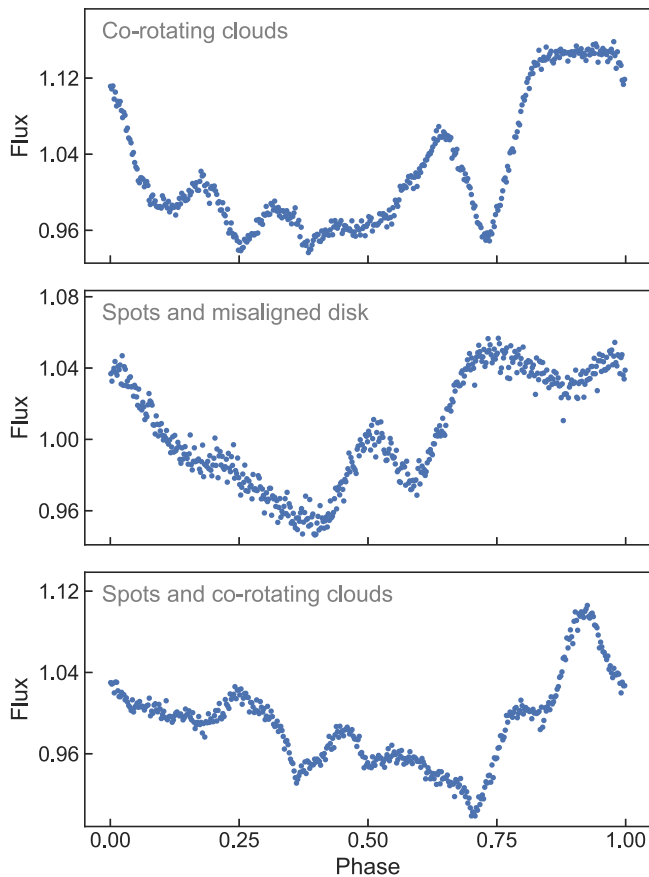 Co-rotating clouds
1.12
1.04
0.96
Flux
Spots and misaligned disk
1.08
1.04
1.00
0.96
Flux
Spots and co-rotating clouds
1.12
1.04
0.96
Flux
0.00 0.25 0.50 0.75 1.00
Phase